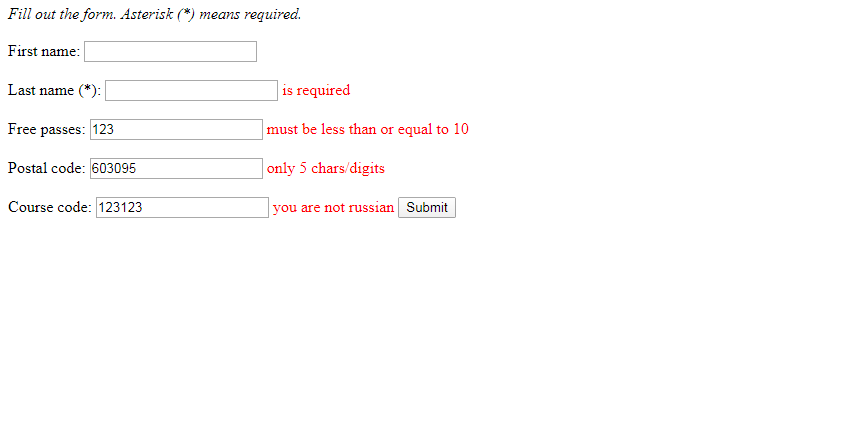 Fill out the form. Asterisk (*) means required.
First name:
Last name (*): is required
Free passes: 123 must be less than or equal to 10
Postal code: 603095 only 5 chars/digits
Course code: 123123 you are not russian Submit